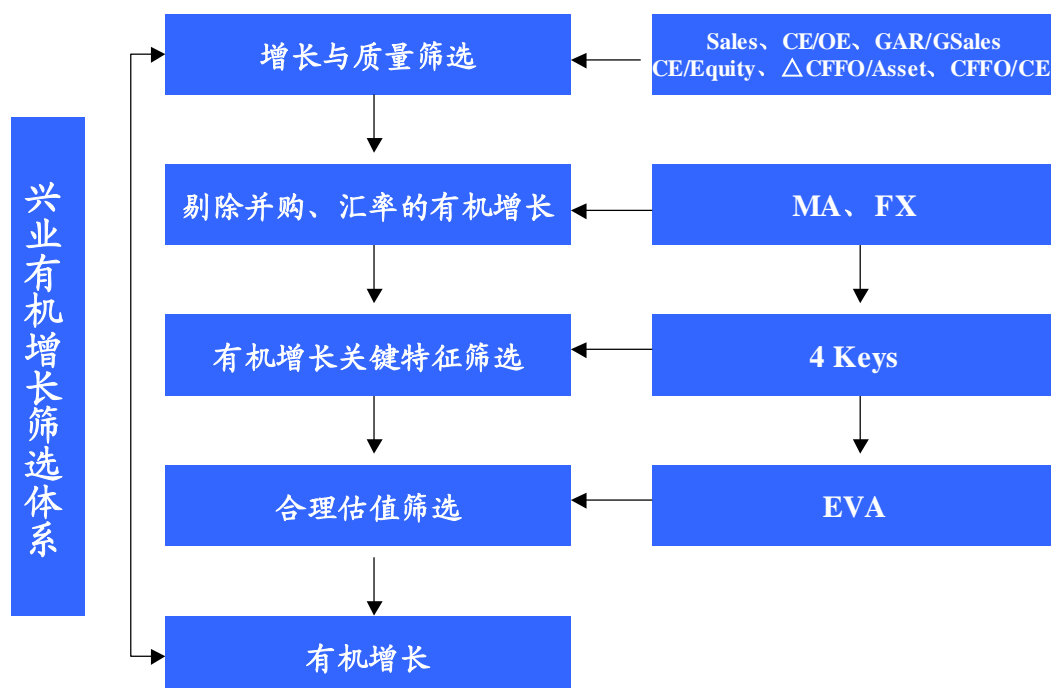 兴业有机增长筛选体系
增长与质量筛选
Sales、CE/OE、GAR/GSales
CE/Equity、△CFFO/Asset、CFFO/CE
剔除并购、汇率的有机增长
MA、FX
有机增长关键特征筛选
4 Keys
合理估值筛选
EVA
有机增长